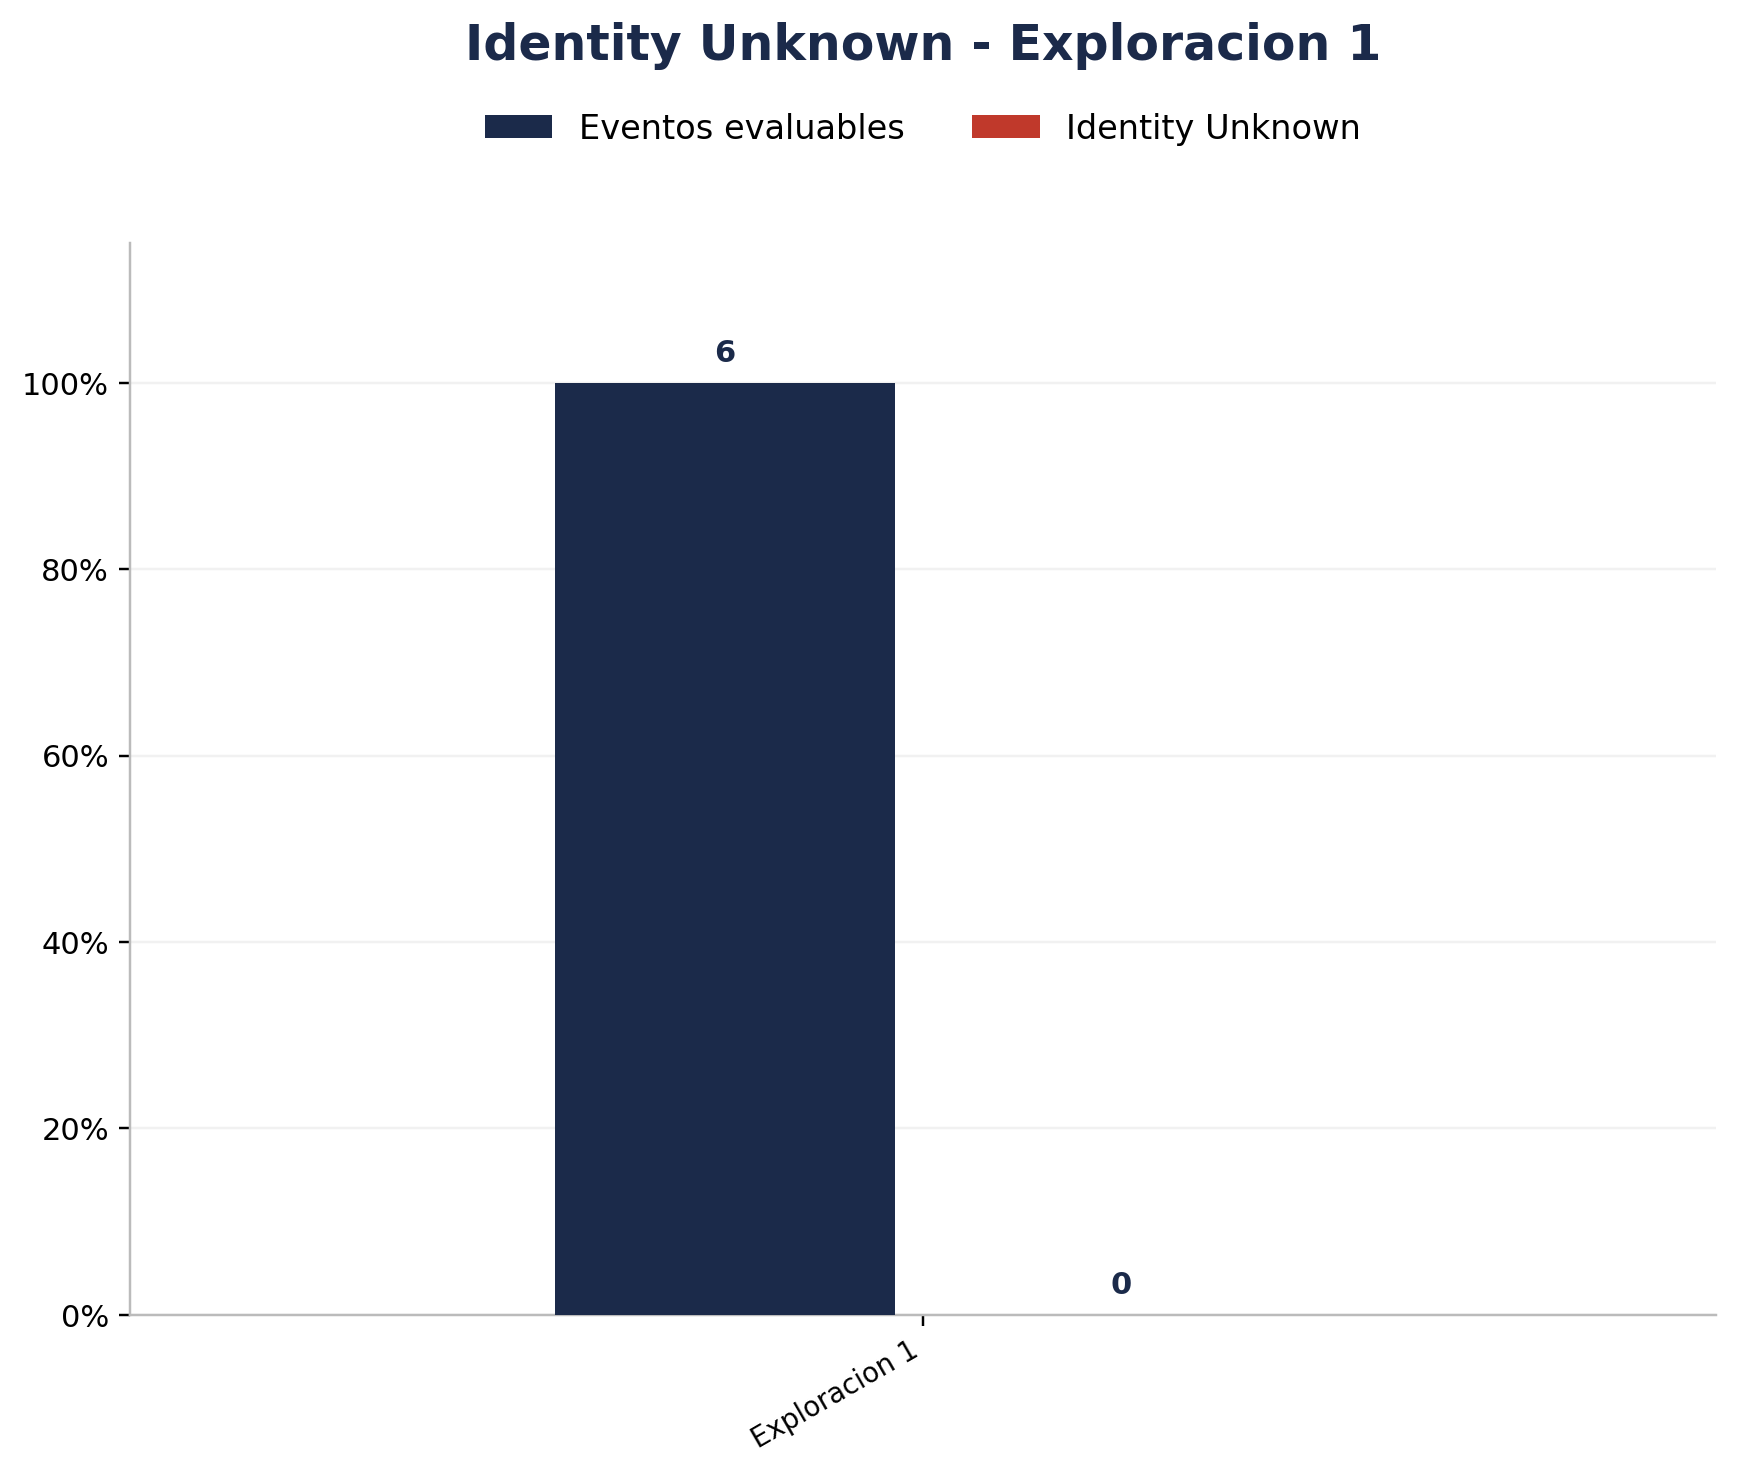 Identity Unknown - Exploracion 1
Eventos evaluables
Identity Unknown
6
100%
80%
60%
40%
20%
0
0%
Exploracion 1